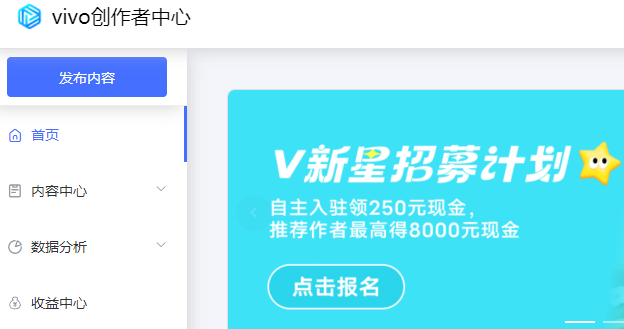 vivo创作者中心
发布内容
首页
内容中心
数据分析
收益中心
V新星招募计划
自主入驻领250元现金，
推荐作者最高得8000元现金
点击报名